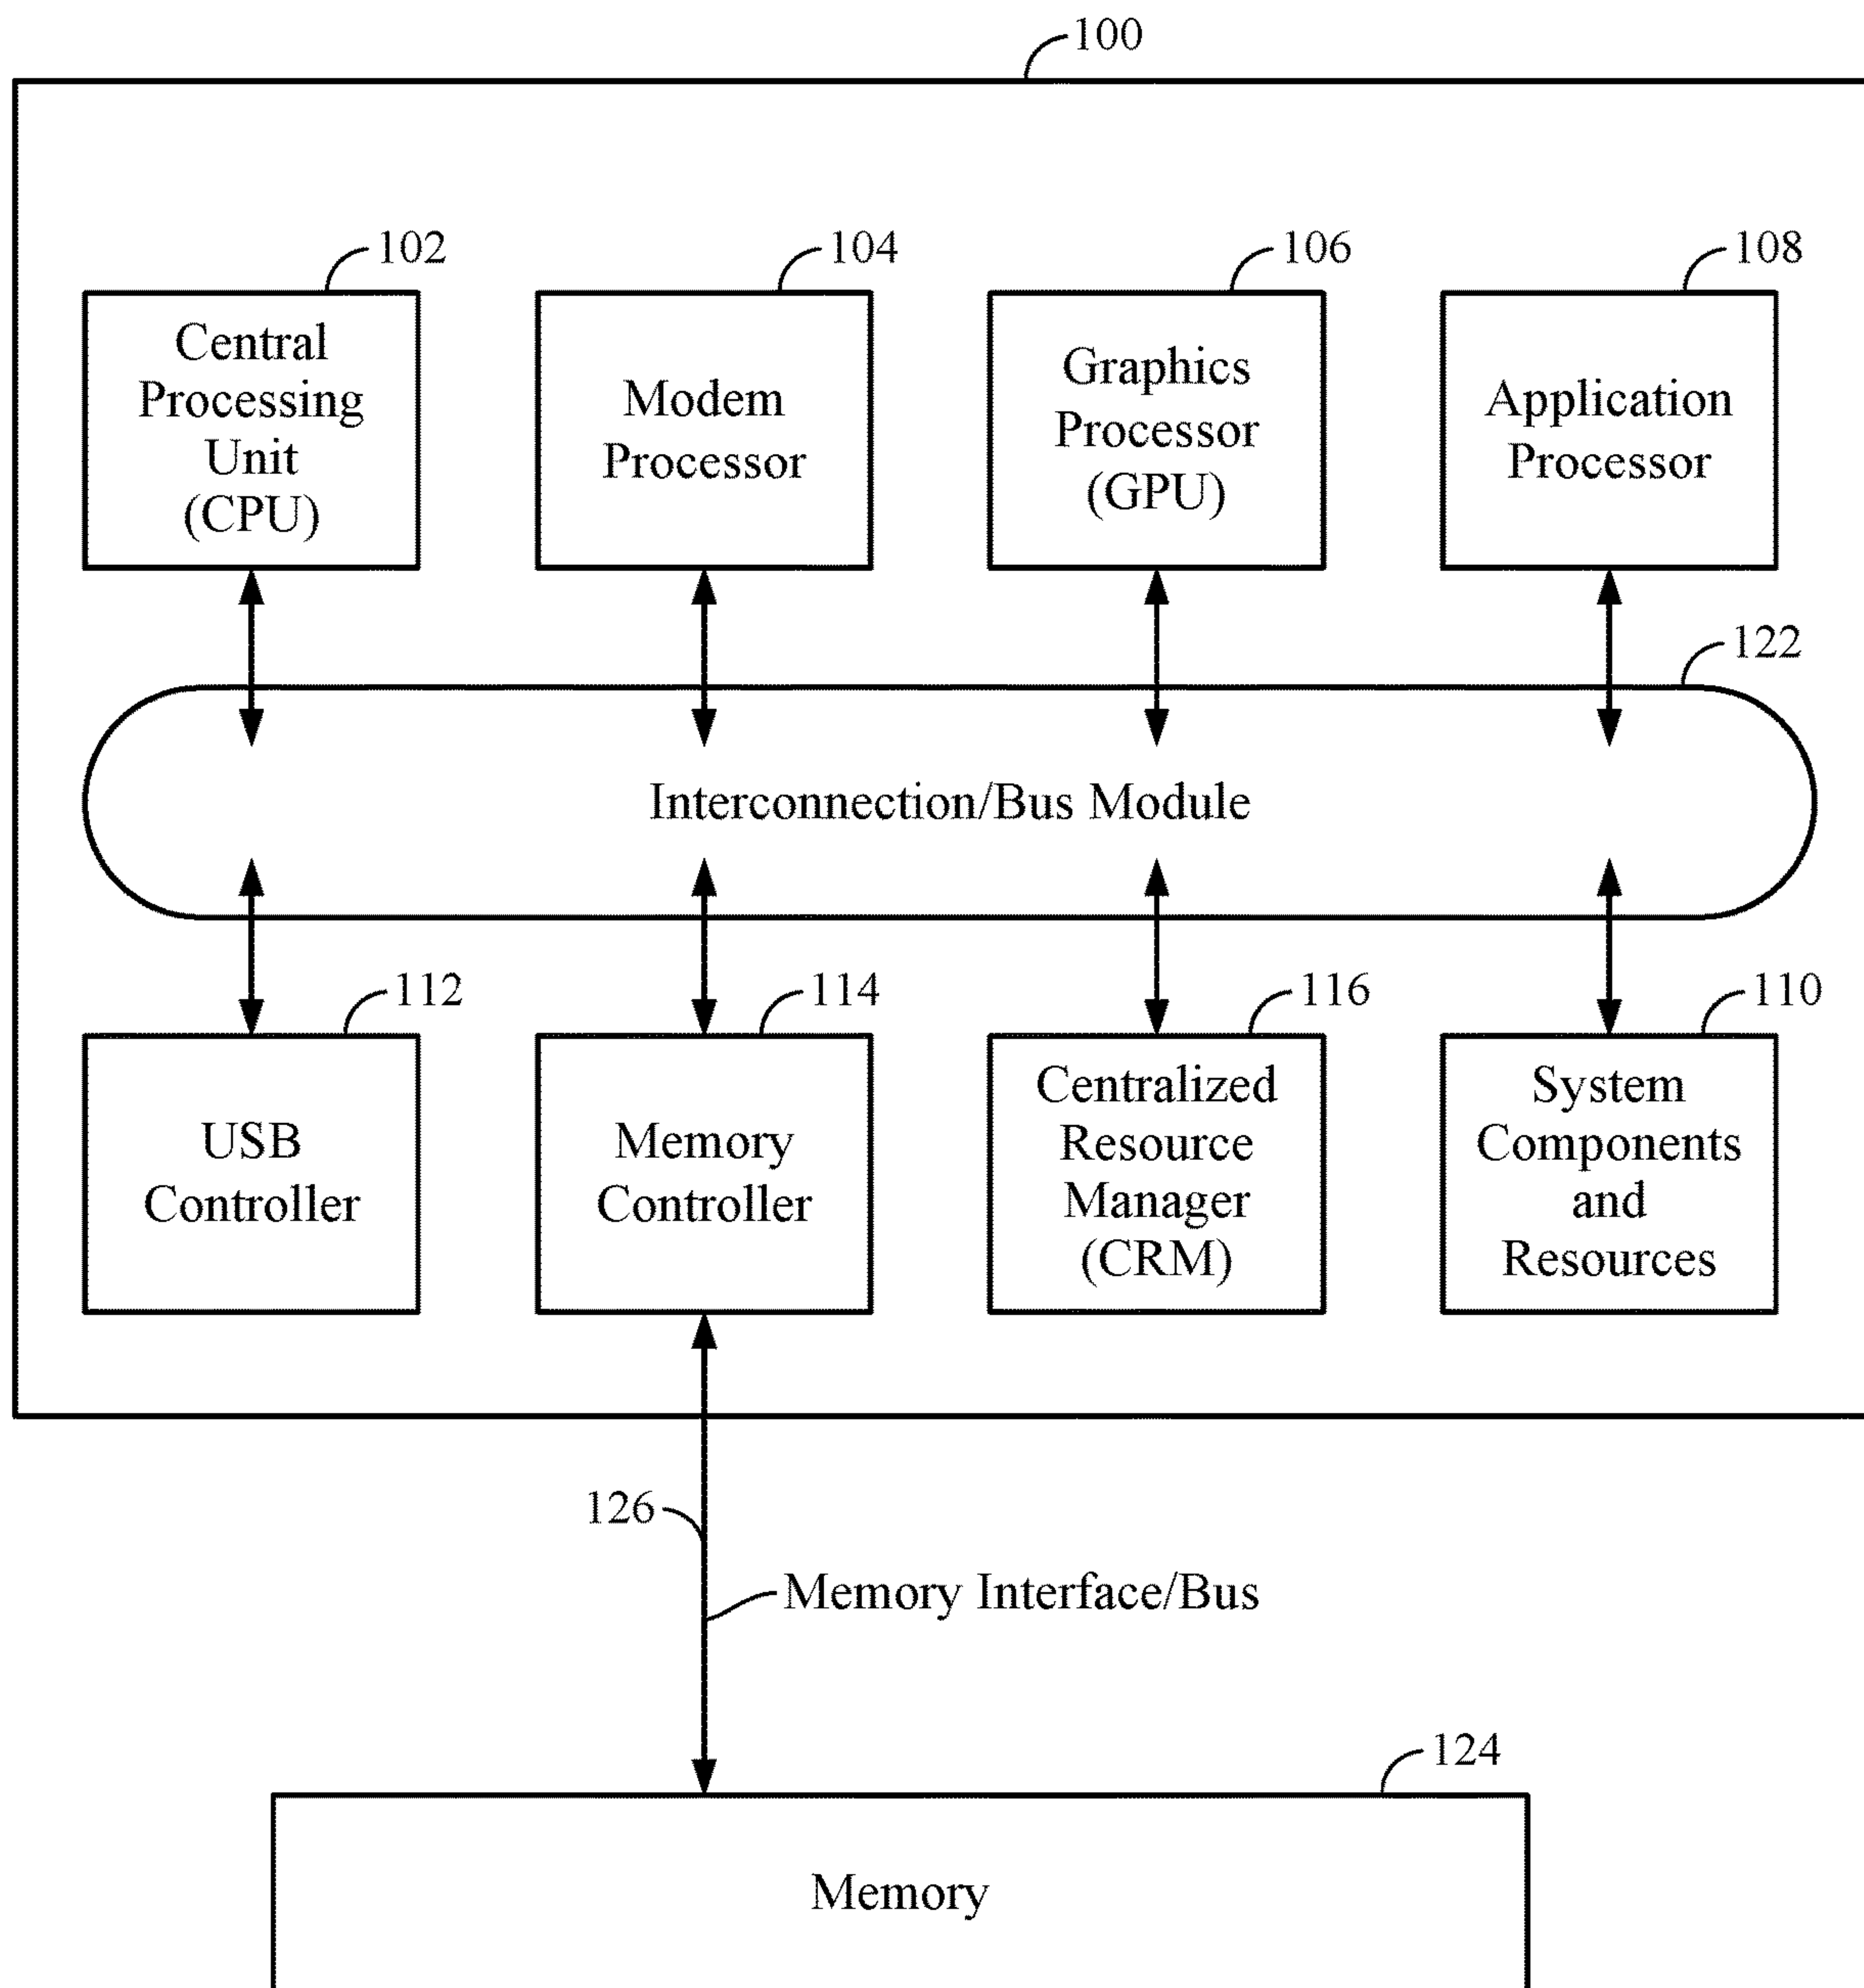 100
102
104
106
108
Central
Processing
Unit
(CPU)
Modem
Processor
Graphics
Processor
(GPU)
Application
Processor
122
Interconnection/Bus Module
112
114
116
110
USB
Controller
Memory
Controller
Centralized
Resource
Manager
(CRM)
System
Components
and
Resources
126
Memory Interface/Bus
124
Memory